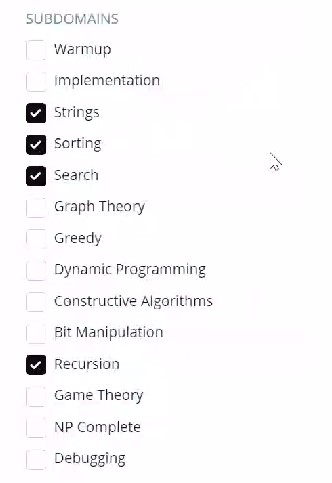 SUBDOMAINS
Warmup
Implementation
Strings
Sorting
Search
Graph Theory
Greedy
Dynamic Programming
Constructive Algorithms
Bit Manipulation
Recursion
Game Theory
NP Complete
Debugging